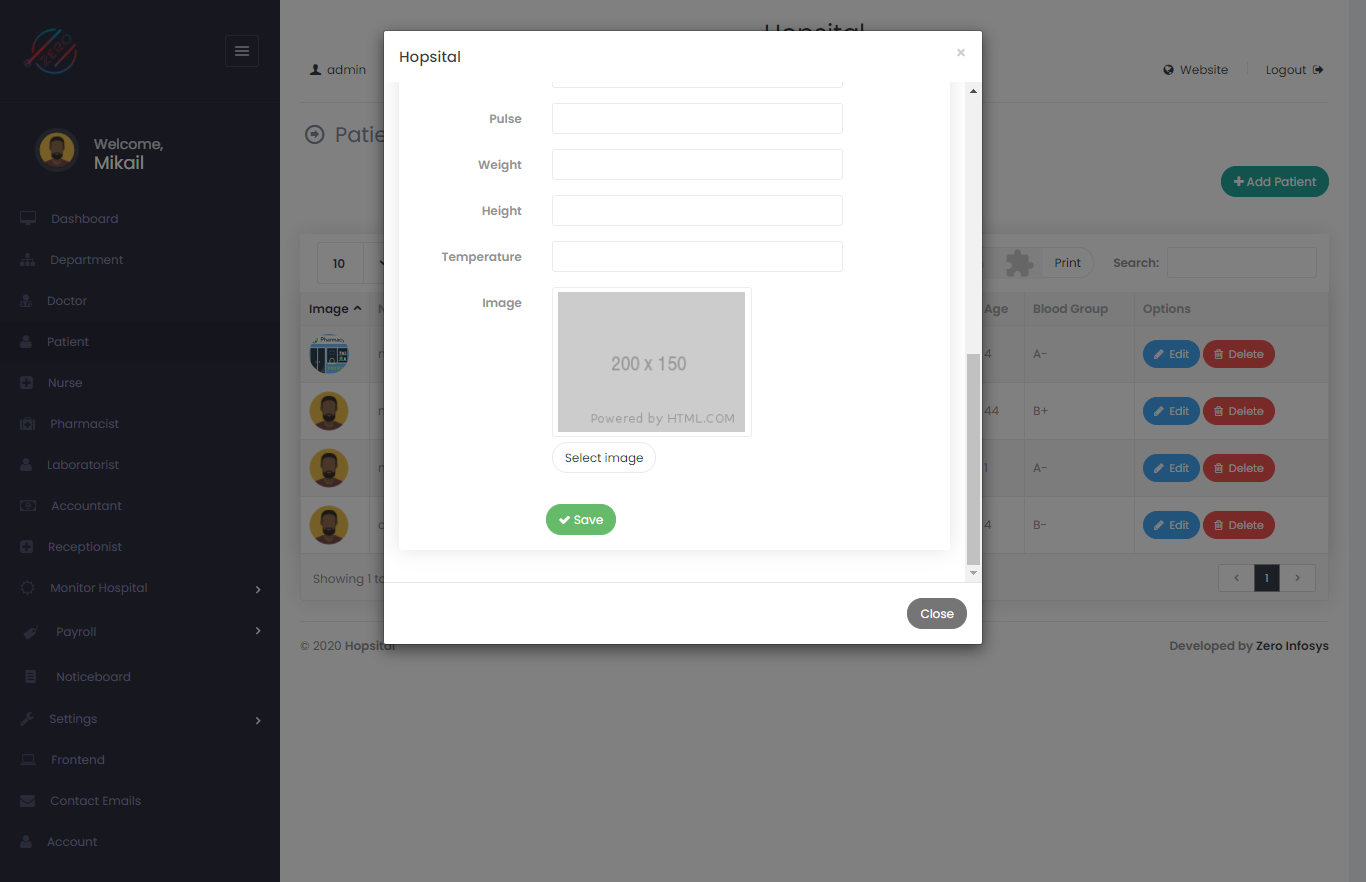 ZERO
Welcome,
Mikail
Dashboard
Department
Doctor
Patient
Nurse
Pharmacist
Laboratorist
Accountant
Receptionist
Monitor Hospital
Payroll
Noticeboard
Settings
Frontend
Contact Emails
Account
Hopsital
admin
Website
Logout
Patie
Add Patient
10
Print
Search:
Image
Age
Blood Group
Options
4
A-
Edit
Delete
44
B+
Edit
Delete
1
A-
Edit
Delete
4
B-
Edit
Delete
Showing 1 to
1
© 2020 Hopsital
Developed by Zero Infosys
Hopsital
×
Pulse
Weight
Height
Temperature
Image
200 x 150
Powered by HTML.COM
Select image
Save
Close